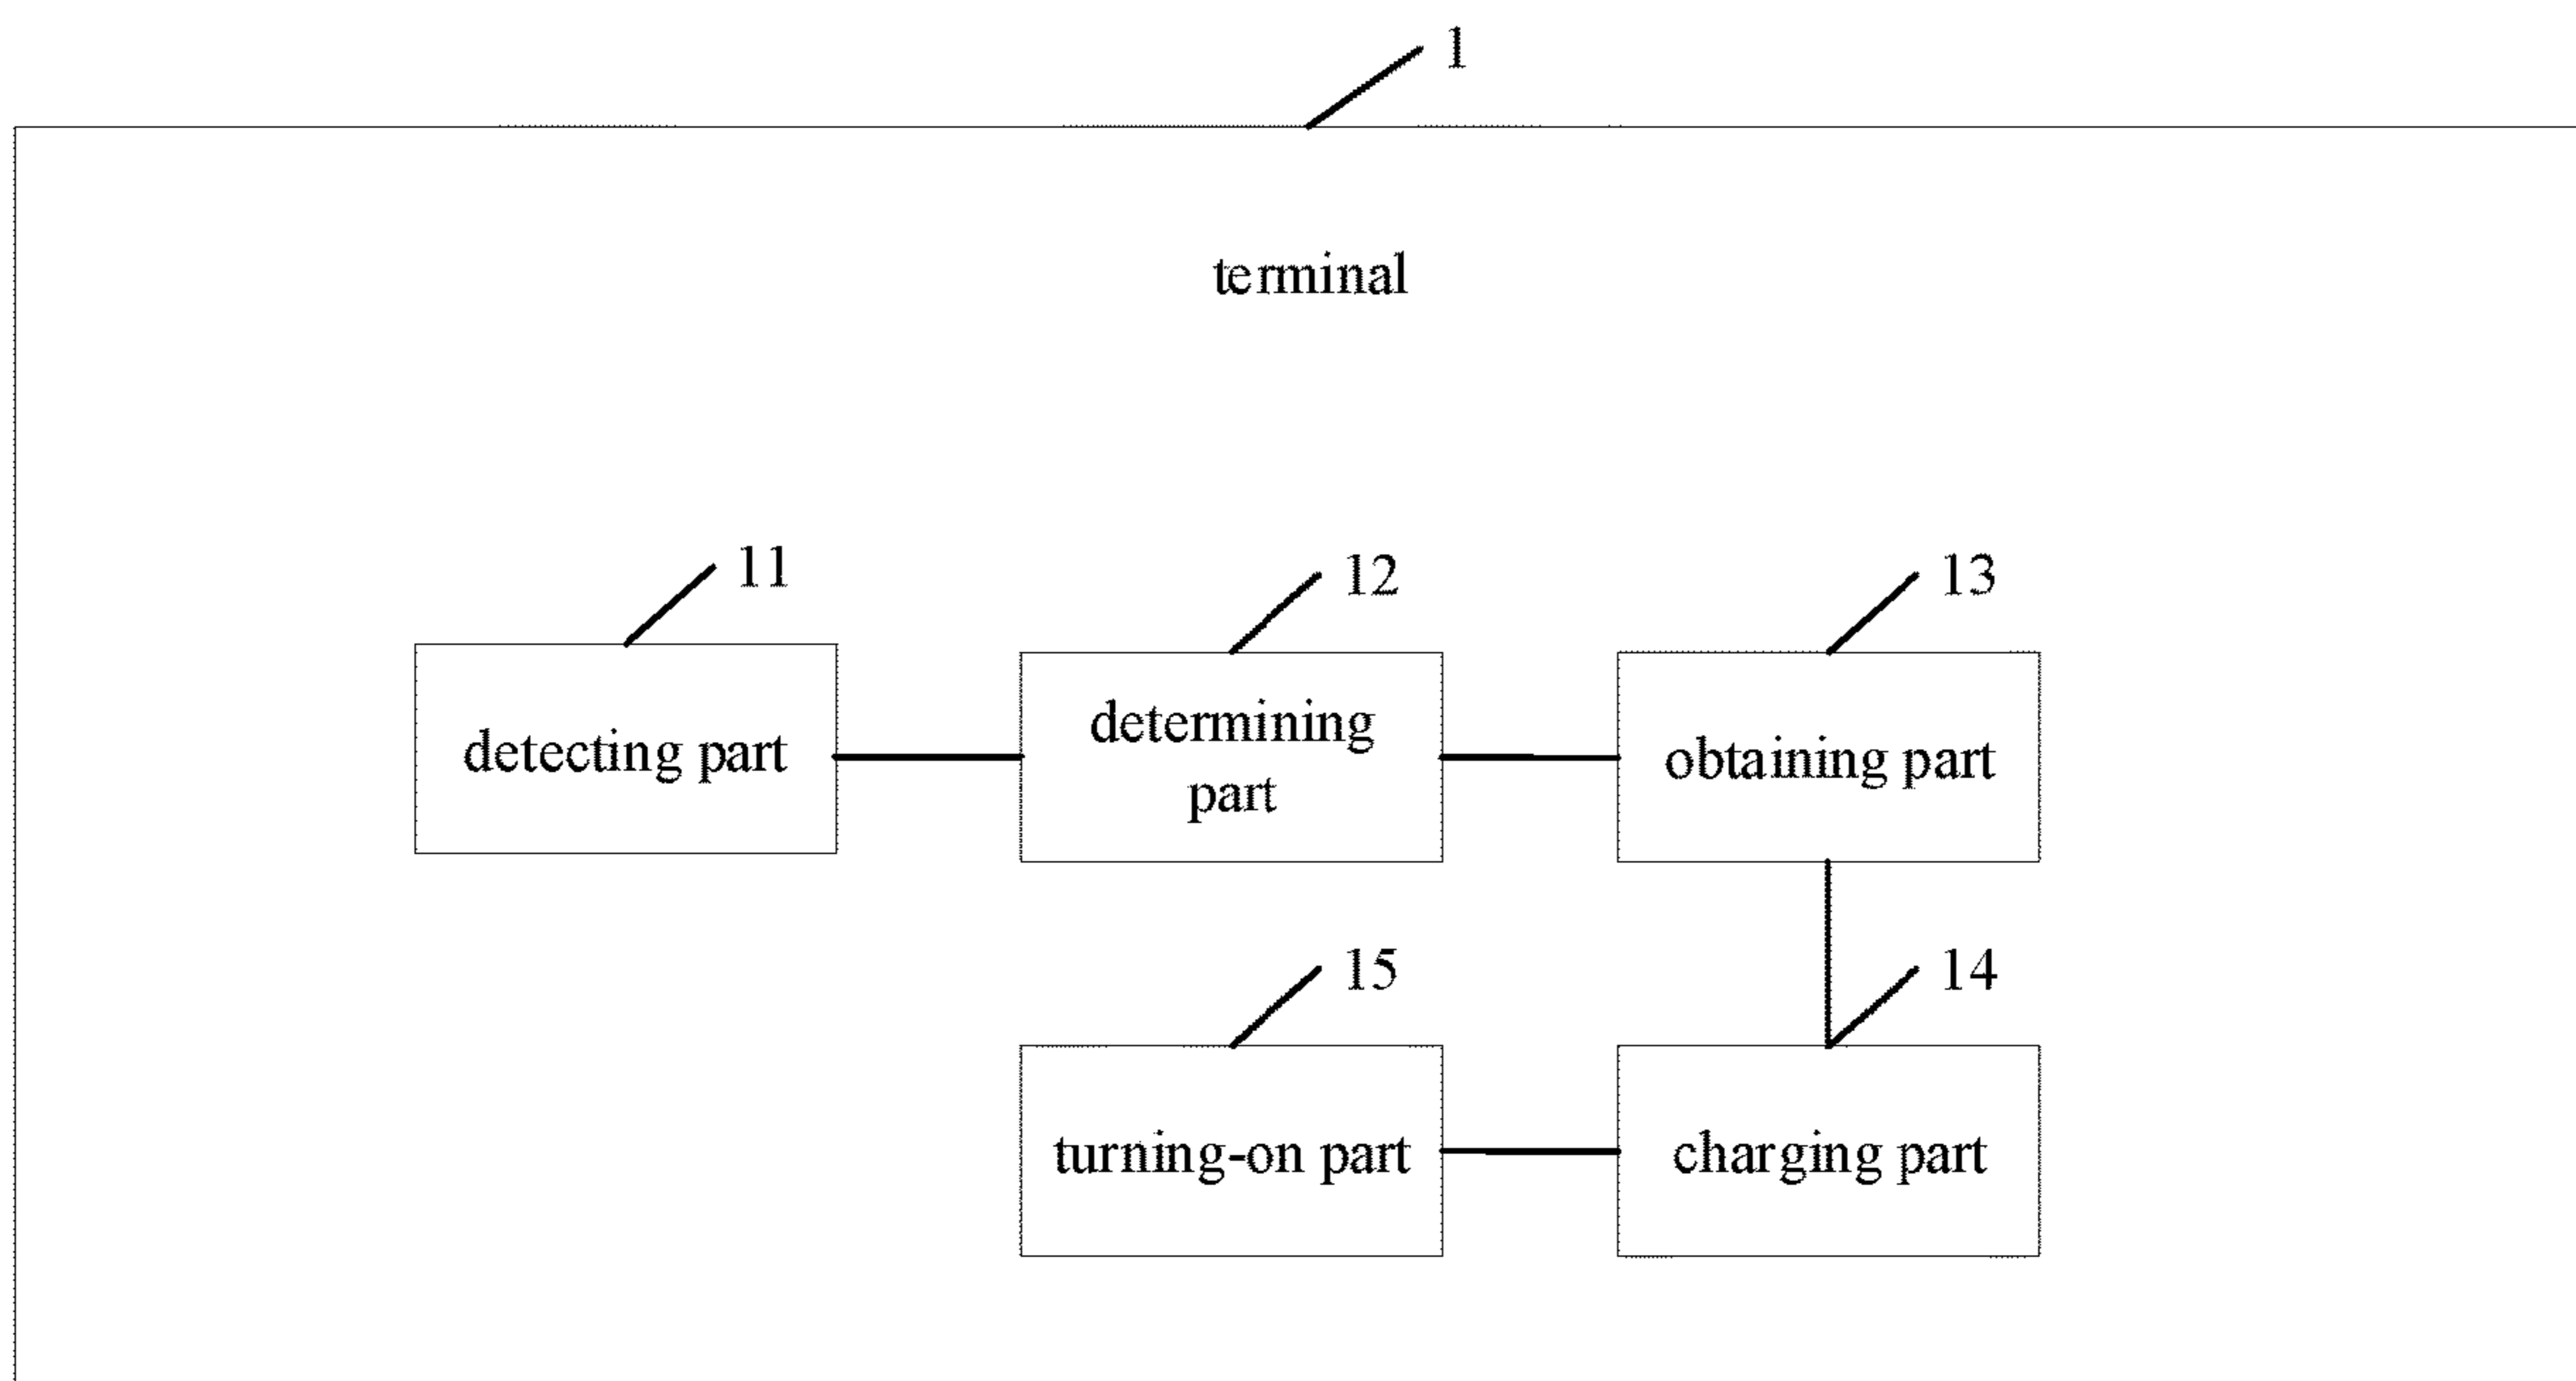 1
terminal
11
12
13
detecting part
determining
part
obtaining part
15
14
turning-on part
charging part